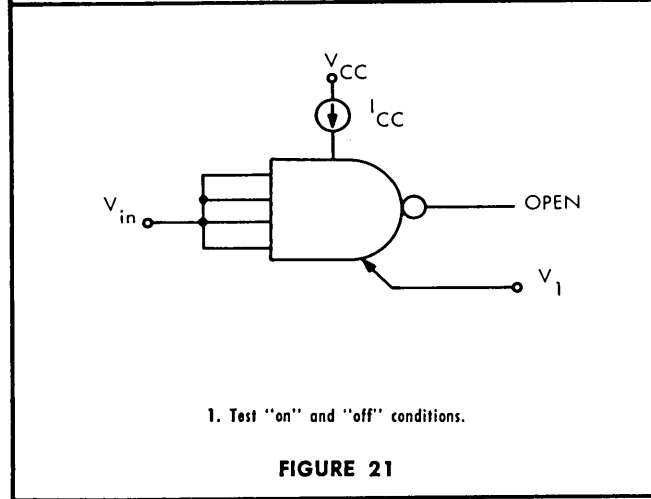 VCC
ICC
Vin
OPEN
V1
1. Test "on" and "off" conditions.
FIGURE 21